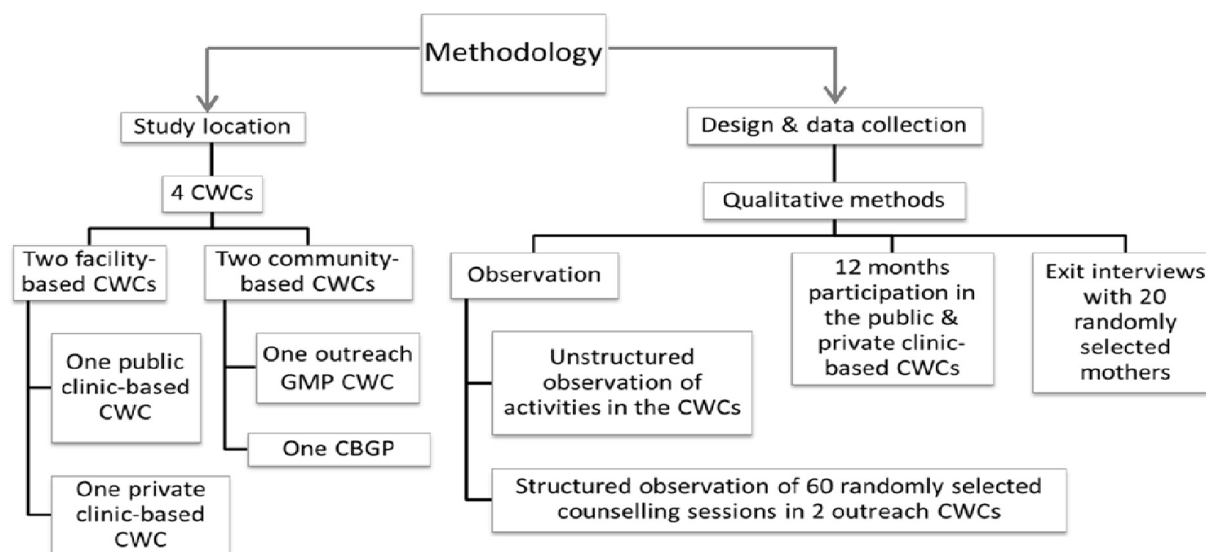 Methodology
Study location
4 CWCs
Two facility-
based CWCs
One public
clinic-based
CWC
One private
clinic-based
CWC
Two community-
based CWCs
One outreach
GMP CWC
One CBGP
Design & data collection
Qualitative methods
Observation
Unstructured
observation of
activities in the CWCs
Structured observation of 60 randomly selected
counselling sessions in 2 outreach CWCs
12 months
participation in
the public &
private clinic-
based CWCs
Exit interviews
with 20
randomly
selected
mothers